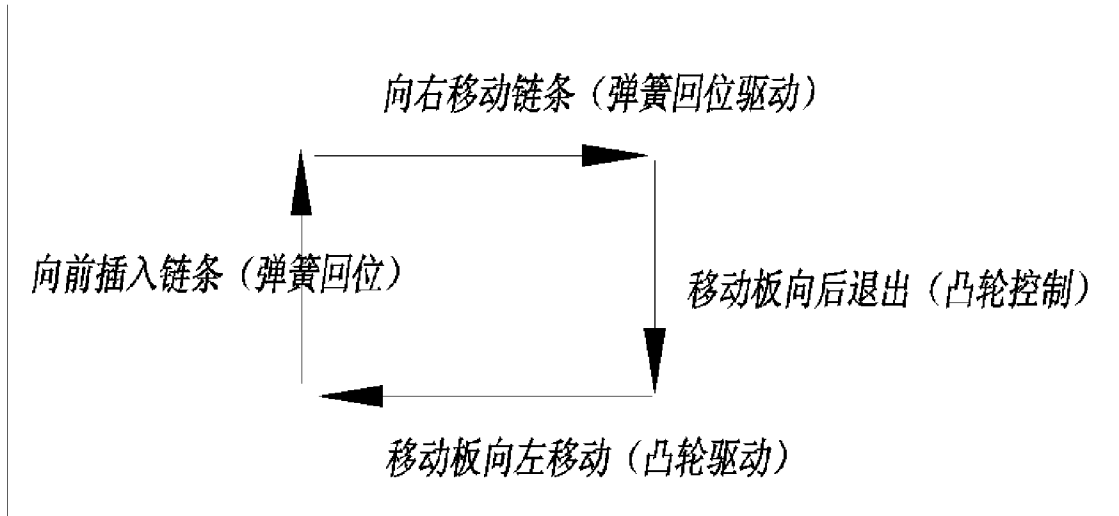 向右移动链条（弹簧回位驱动）
向前插入链条（弹簧回位）
移动板向后退出（凸轮控制）
移动板向左移动（凸轮驱动）